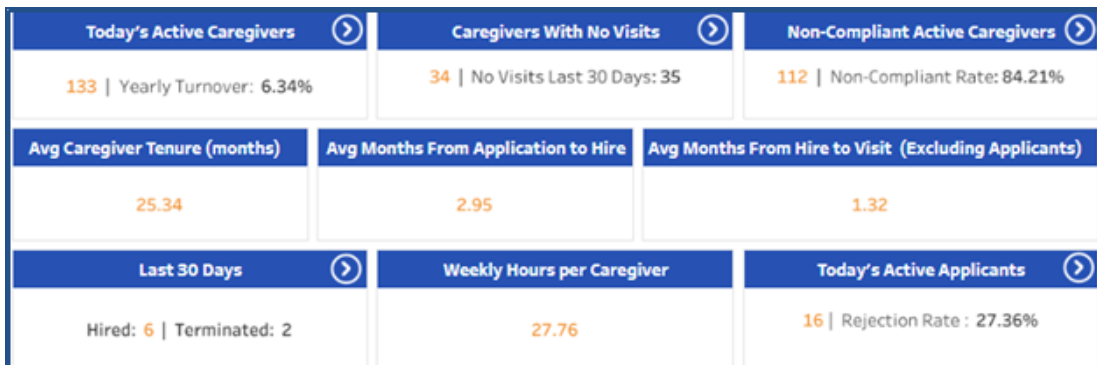 Today's Active Caregivers
133 | Yearly Turnover: 6.34%
Caregivers With No Visits
34 | No Visits Last 30 Days: 35
Non-Compliant Active Caregivers
112 | Non-Compliant Rate: 84.21%
Avg Caregiver Tenure (months)
25.34
Avg Months From Application to Hire
2.95
Avg Months From Hire to Visit (Excluding Applicants)
1.32
Last 30 Days
Hired: 6 | Terminated: 2
Weekly Hours per Caregiver
27.76
Today's Active Applicants
16 | Rejection Rate : 27.36%